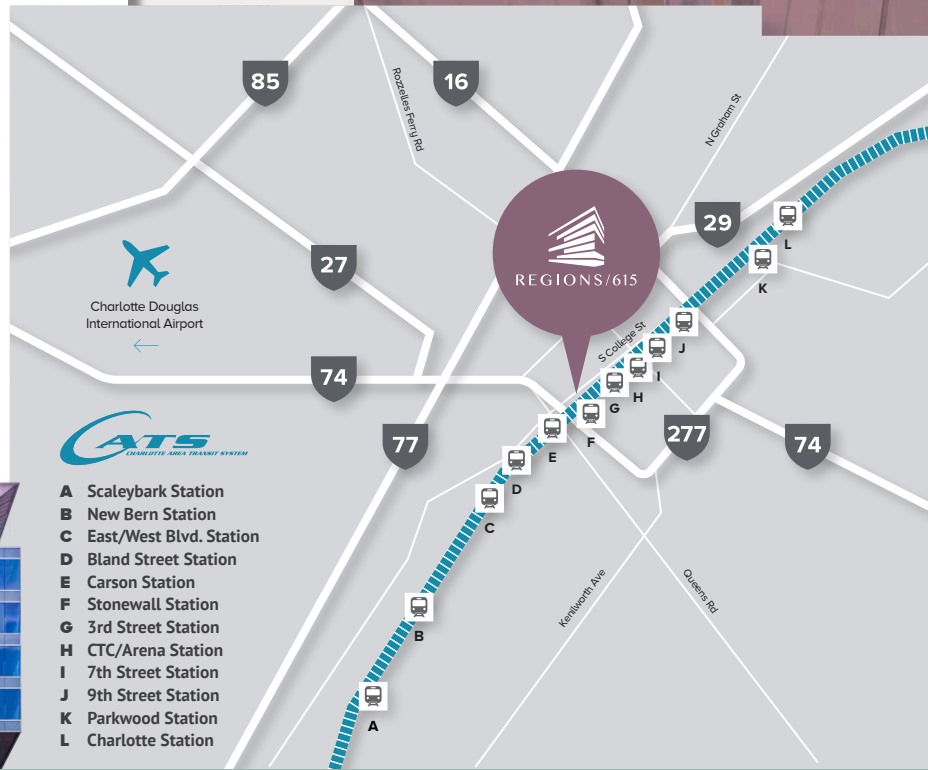 85
16
Rozzelles Ferry Rd
N Graham St
29
L
K
27
REGIONS/615
Charlotte Douglas
International Airport
S College St
J
I
H
G
74
F
E
277
74
77
D
C
CATS
CHARLOTTE AREA TRANSIT SYSTEM
A Scaleybark Station
B New Bern Station
C East/West Blvd. Station
D Bland Street Station
E Carson Station
F Stonewall Station
G 3rd Street Station
H CTC/Arena Station
I 7th Street Station
J 9th Street Station
K Parkwood Station
L Charlotte Station
Kenilworth Ave
Queens Rd
B
A